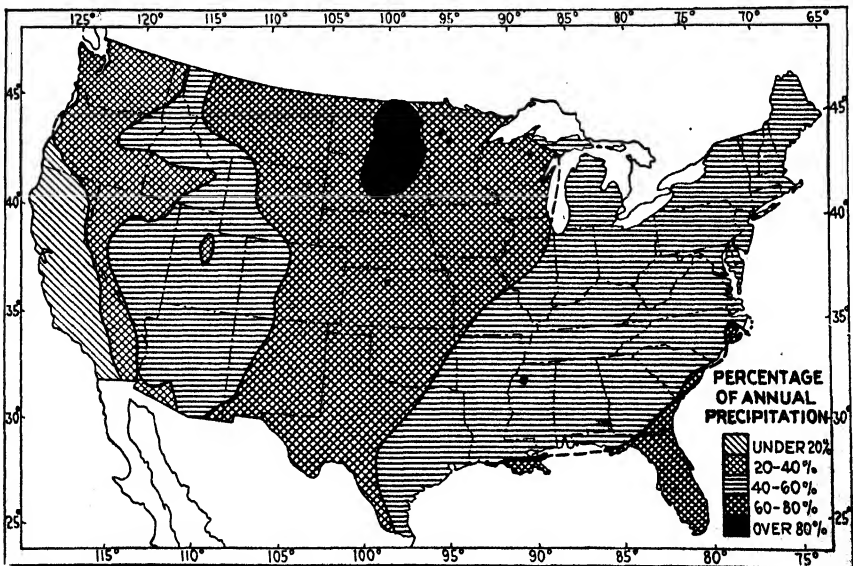 125° 120° 115° 110° 105° 100° 95° 90° 85° 80° 75° 70° 65°
45° 45°
40° 40°
35° 35°
PERCENTAGE
OF ANNUAL
PRECIPITATION
30° 30°
UNDER 20%
20-40%
40-60%
60-80%
25° 25°
OVER 80%
115° 110° 105° 100° 95° 90° 85° 80° 75°